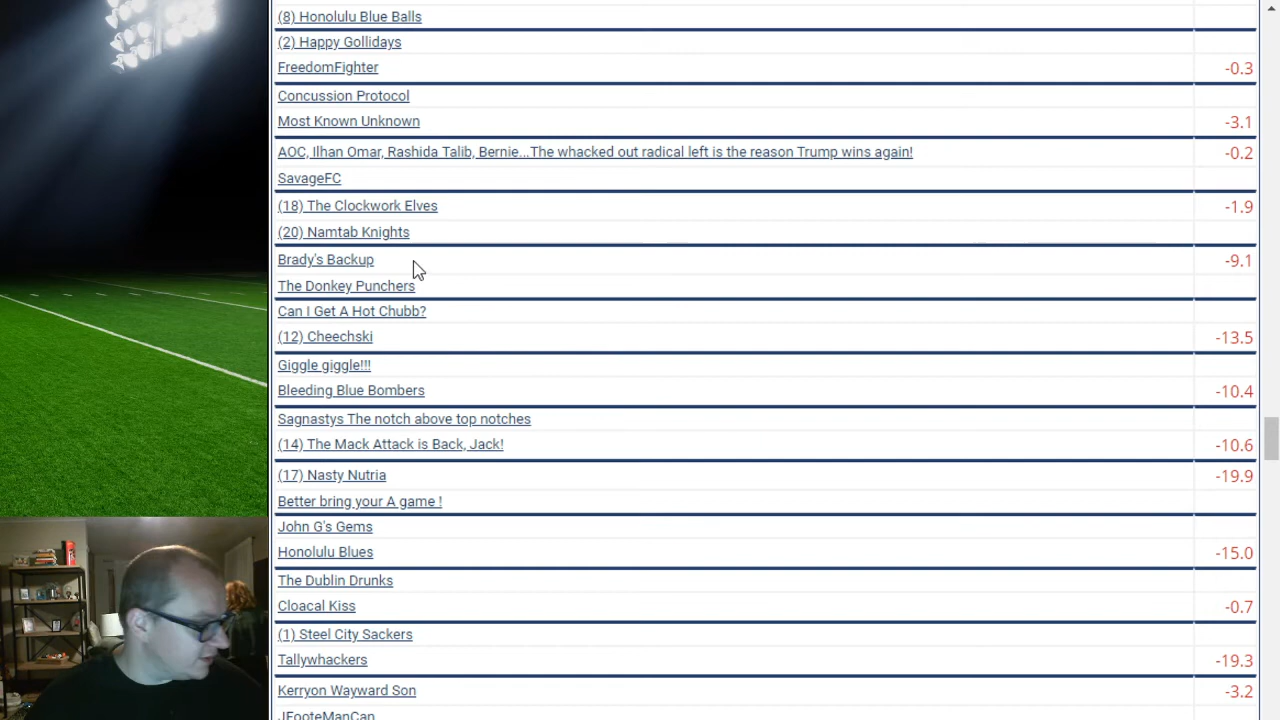 (8) Honolulu Blue Balls
(2) Happy Gollidays
FreedomFighter -0.3
Concussion Protocol
Most Known Unknown -3.1
AOC, Ilhan Omar, Rashida Talib, Bernie...The whacked out radical left is the reason Trump wins again! -0.2
SavageFC
(18) The Clockwork Elves -1.9
(20) Namtab Knights
Brady's Backup -9.1
The Donkey Punchers
Can I Get A Hot Chubb?
(12) Cheechski -13.5
Giggle giggle!!!
Bleeding Blue Bombers -10.4
Sagnastys The notch above top notches
(14) The Mack Attack is Back, Jack! -10.6
(17) Nasty Nutria -19.9
Better bring your A game !
John G's Gems
Honolulu Blues -15.0
The Dublin Drunks
Cloacal Kiss -0.7
(1) Steel City Sackers
Tallywhackers -19.3
Kerryon Wayward Son -3.2
JFooteManCan